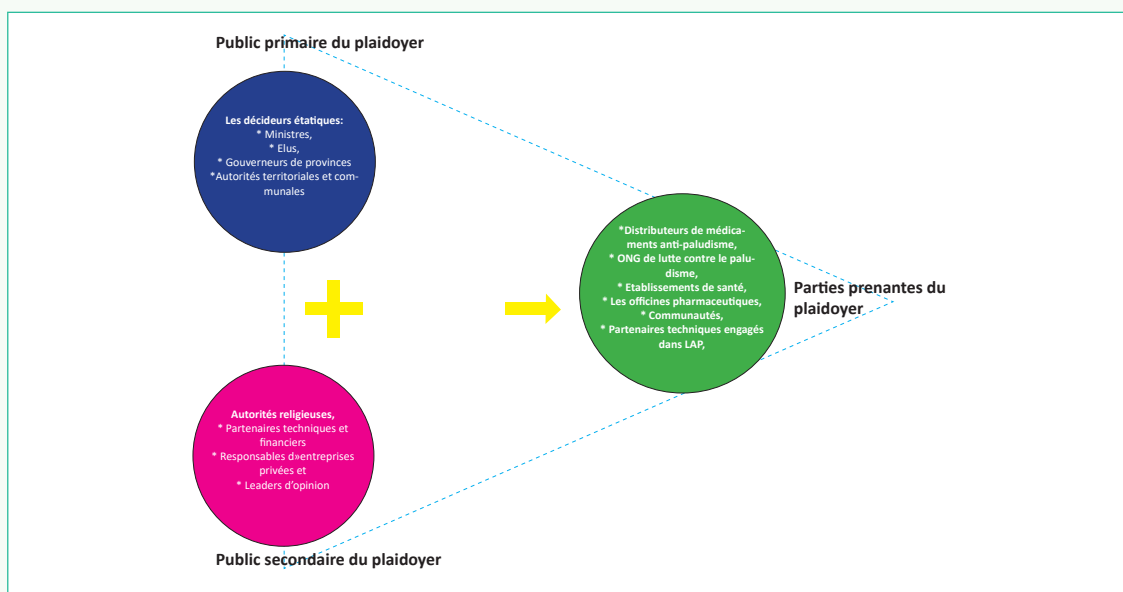 Public primaire du plaidoyer
Les décideurs étatiques:
* Ministres,
* Elus,
* Gouverneurs de provinces
*Autorités territoriales et com-
munales
*Distributeurs de médica-
ments anti-paludisme,
* ONG de lutte contre le palu-
disme,
* Etablissements de santé,
* Les officines pharmaceutiques,
* Communautés,
* Partenaires techniques engagés
dans LAP,
Parties prenantes du
plaidoyer
Autorités religieuses,
* Partenaires techniques et
financiers
* Responsables d»entreprises
privées et
* Leaders d'opinion
Public secondaire du plaidoyer